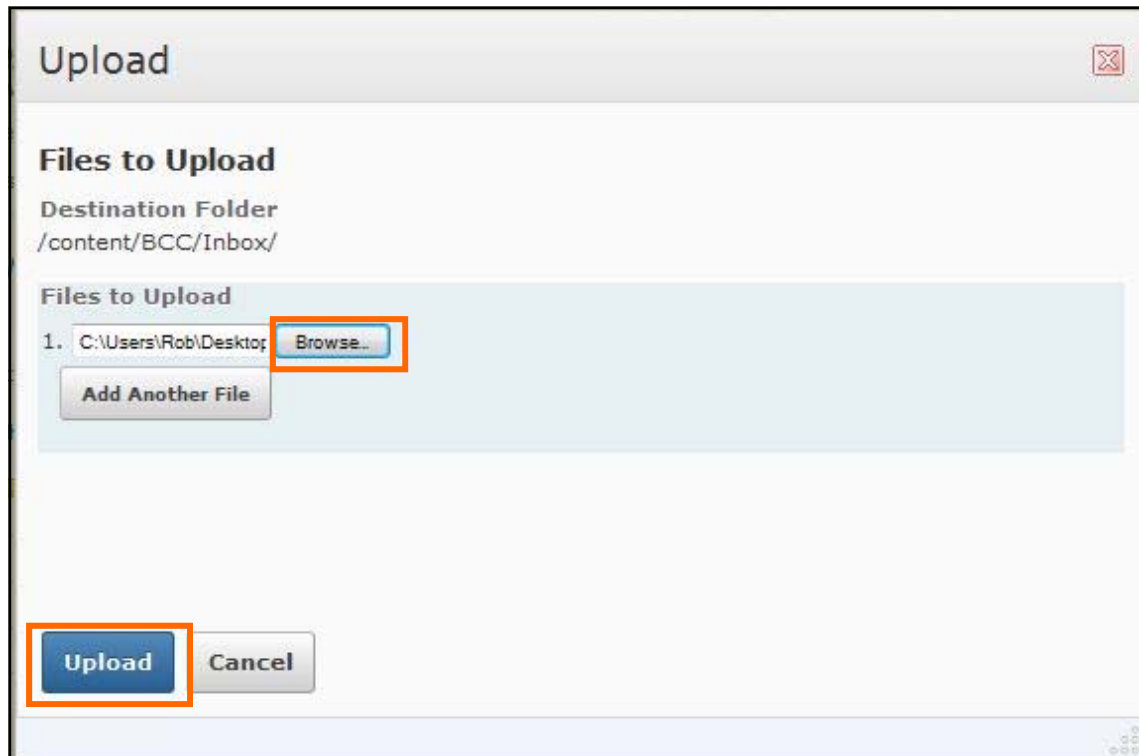 Upload
Files to Upload
Destination Folder
/content/BCC/Inbox/
Files to Upload
1. C:\Users\Rob\Desktop Browse...
Add Another File
Upload Cancel